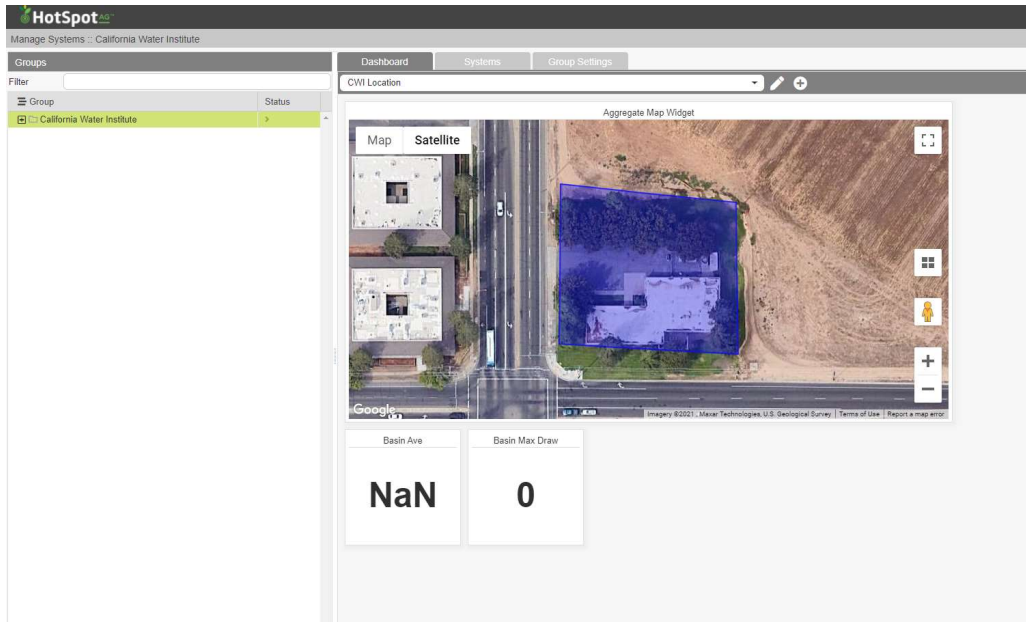 HotSpot AG
Manage Systems :: California Water Institute
Groups
Filter
Group Status
California Water Institute
Dashboard Systems Group Settings
CWI Location
Aggregate Map Widget
Map Satellite
Google
Imagery ©2021 , Maxar Technologies, U.S. Geological Survey Terms of Use Report a map error
Basin Ave
NaN
Basin Max Draw
0